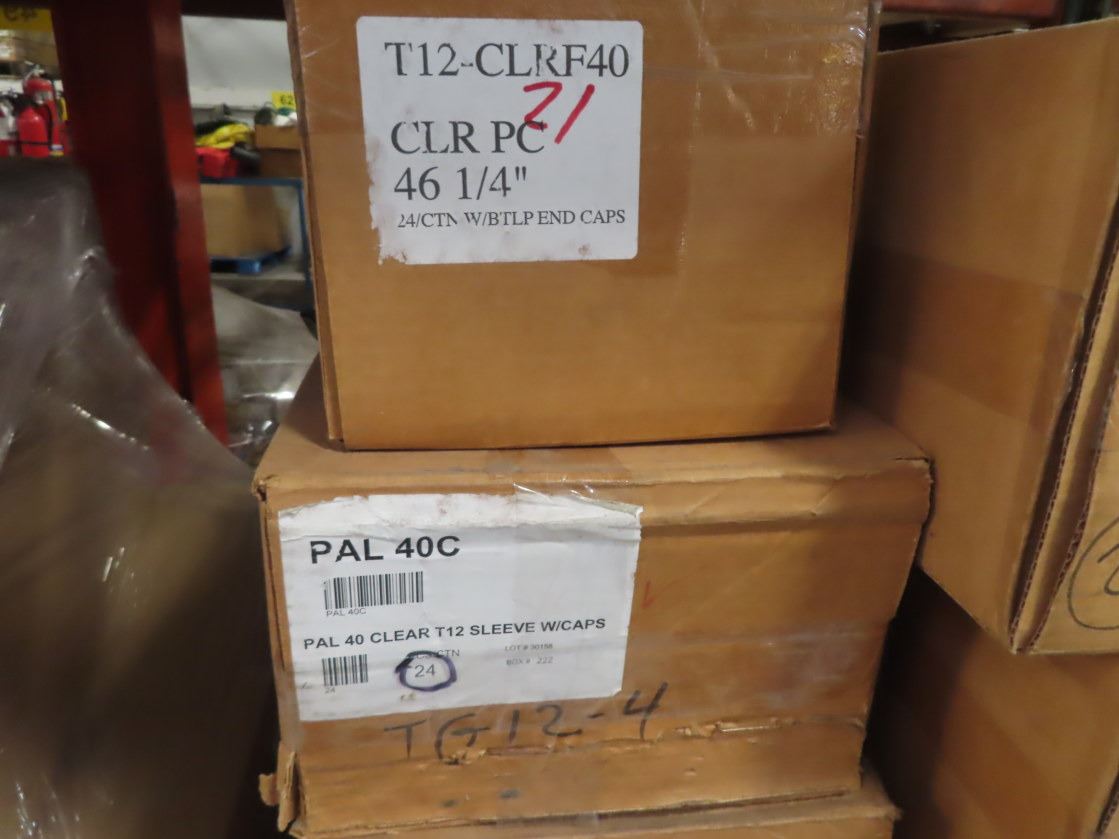 T12-CLRF40
21
CLR PC
46 1/4"
24/CTN W/BTLP END CAPS
PAL 40C
PAL 40C
PAL 40 CLEAR T12 SLEEVE W/CAPS
LOT # 30158
24
BOX # 222
24
TG12-4
62